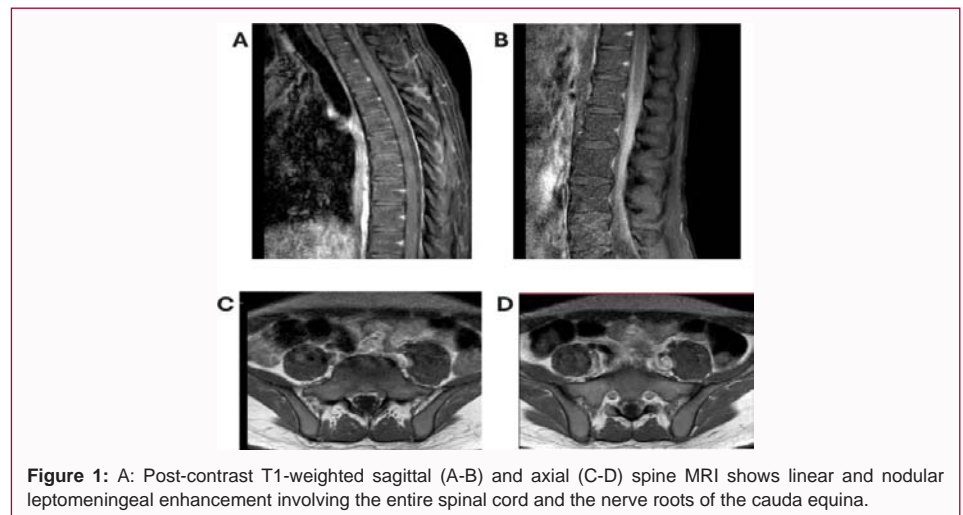 A
B
C
D
Figure 1: A: Post-contrast T1-weighted sagittal (A-B) and axial (C-D) spine MRI shows linear and nodular
leptomeningeal enhancement involving the entire spinal cord and the nerve roots of the cauda equina.